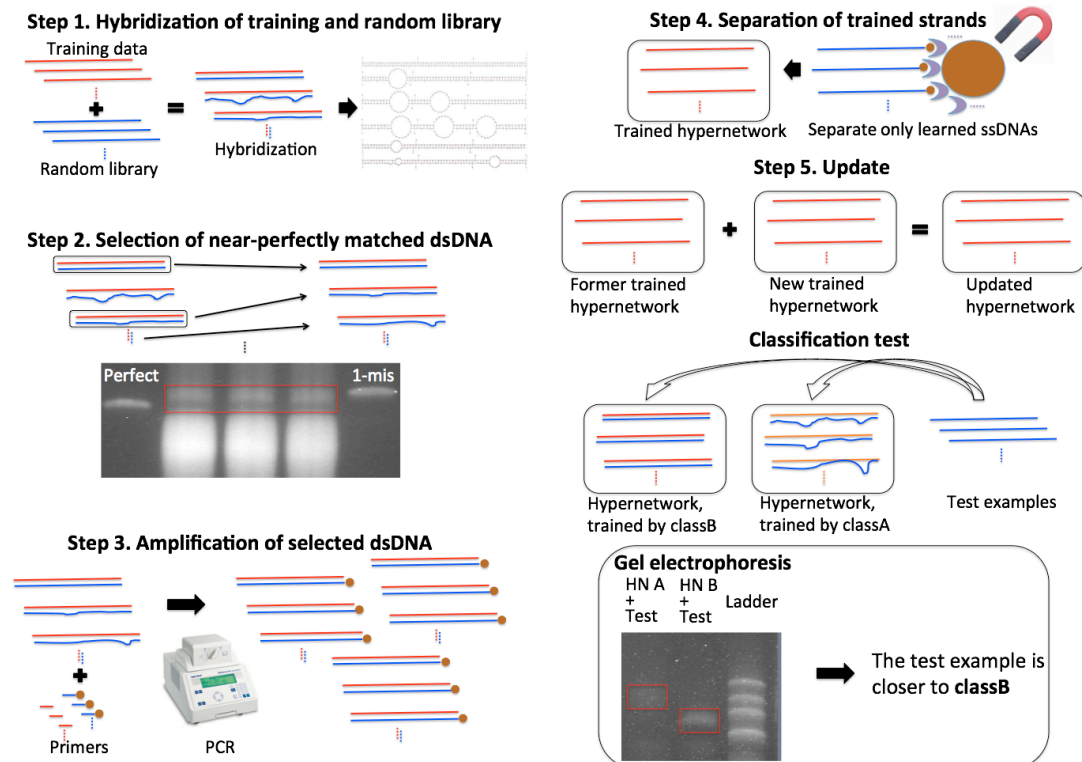 Step 1. Hybridization of training and random library
Training data
Random library
Hybridization
Step 2. Selection of near-perfectly matched dsDNA
Perfect
1-mis
Step 3. Amplification of selected dsDNA
Primers
PCR
Step 4. Separation of trained strands
Trained hypernetwork
Separate only learned ssDNAs
Step 5. Update
Former trained
hypernetwork
New trained
hypernetwork
Updated
hypernetwork
Classification test
Hypernetwork,
trained by classB
Hypernetwork,
trained by classA
Test examples
Gel electrophoresis
HN A
+
Test
HN B
+
Test
Ladder
The test example is
closer to classB